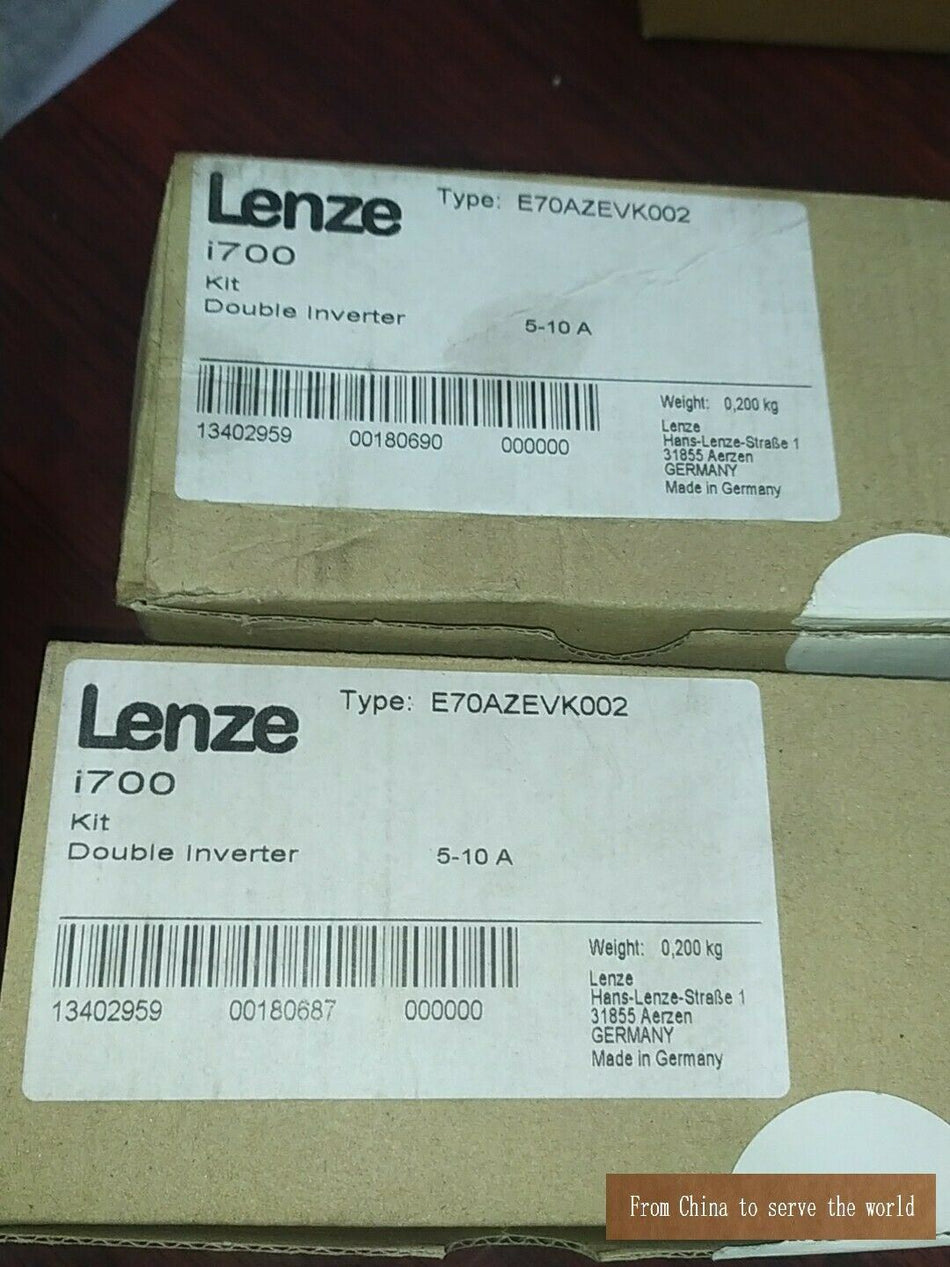 Lenze
Type: E70AZEVK002
i700
Kit
Double Inverter
5-10 A
13402959 00180690 000000
Weight: 0,200 kg
Lenze
Hans-Lenze-Straße 1
31855 Aerzen
GERMANY
Made in Germany
Lenze
Type: E70AZEVK002
i700
Kit
Double Inverter
5-10 A
13402959 00180687 000000
Weight: 0,200 kg
Lenze
Hans-Lenze-Straße 1
31855 Aerzen
GERMANY
Made in Germany
From China to serve the world